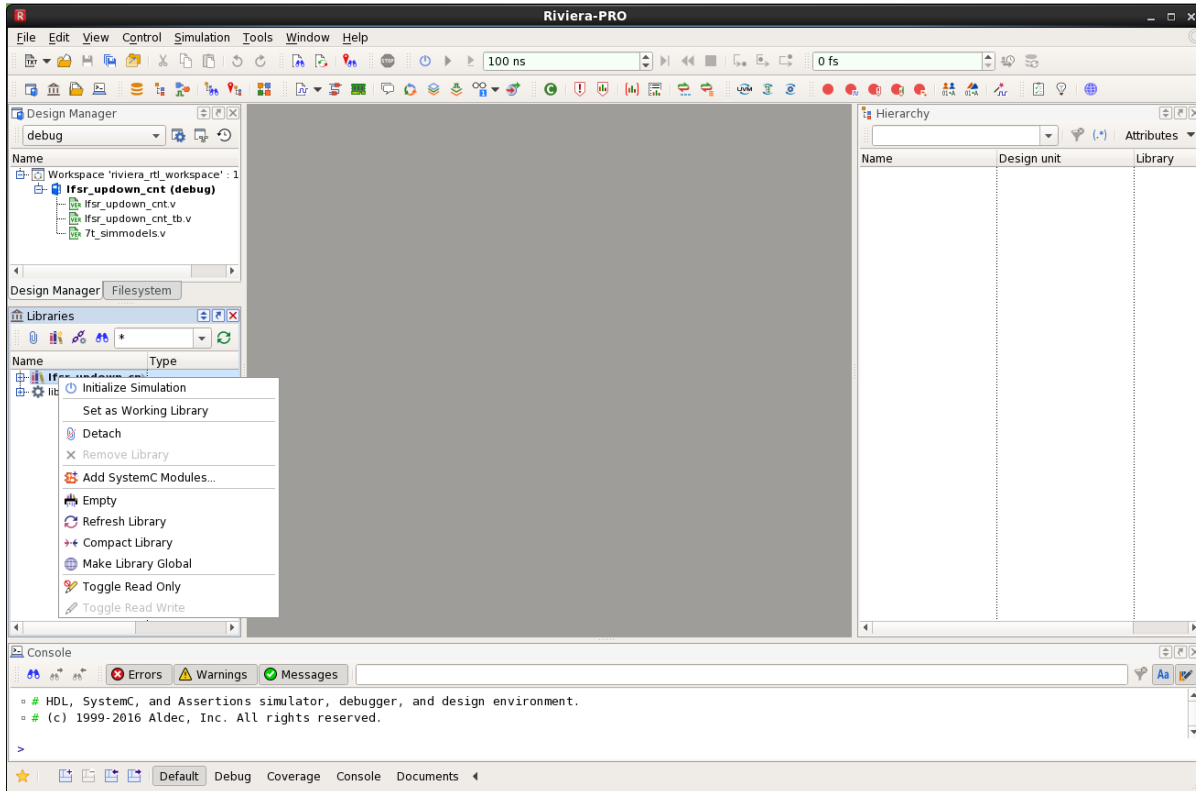 Riviera-PRO
File Edit View Control Simulation Tools Window Help
100 ns 0 fs
Design Manager
debug
Name
Workspace 'riviera_rtl_workspace' : 1
lfsr_updown_cnt (debug)
lfsr_updown_cnt.v
lfsr_updown_cnt_tb.v
7t_simmodels.v
Design Manager Filesystem
Libraries
*
Name Type
lfsr_updown_cn
lib
Initialize Simulation
Set as Working Library
Detach
Remove Library
Add SystemC Modules...
Empty
Refresh Library
Compact Library
Make Library Global
Toggle Read Only
Toggle Read Write
Hierarchy
Attributes
Name Design unit Library
Console
Errors Warnings Messages
Aa
# HDL, SystemC, and Assertions simulator, debugger, and design environment.
# (c) 1999-2016 Aldec, Inc. All rights reserved.
>
Default Debug Coverage Console Documents